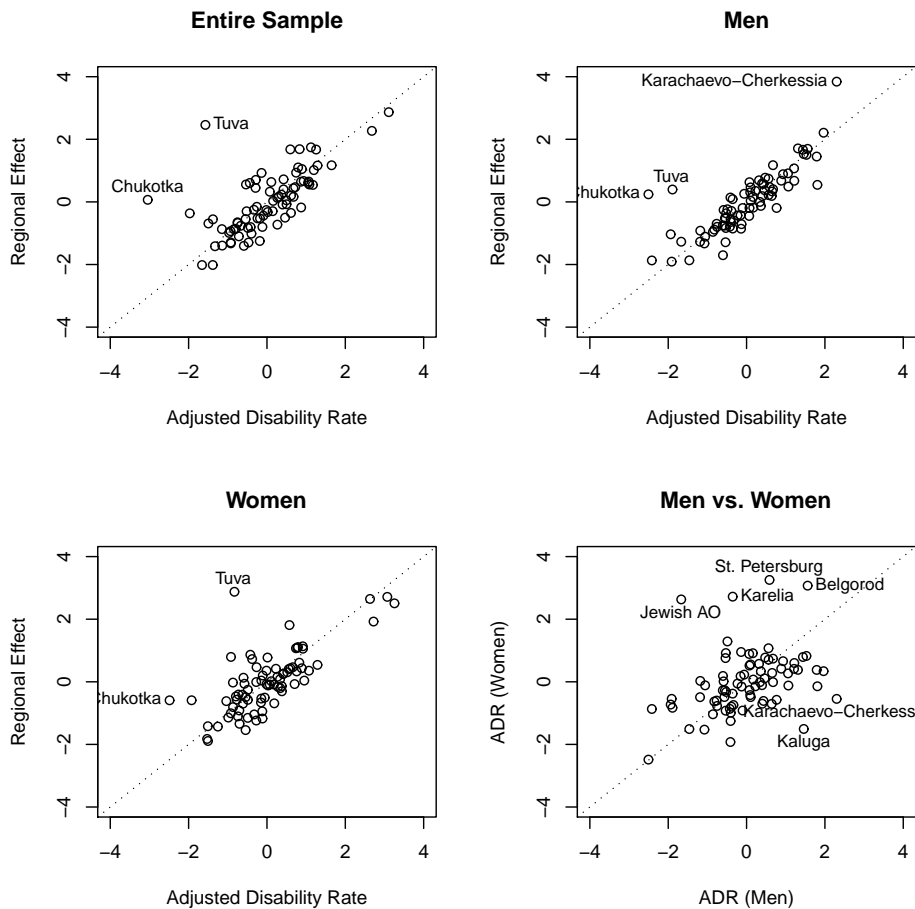 Entire Sample
4
2
0
−2
−4
Regional Effect
Tuva
Chukotka
−4 −2 0 2 4
Adjusted Disability Rate
Men
4
2
0
−2
−4
Regional Effect
Karachaevo−Cherkessia
Tuva
Chukotka
−4 −2 0 2 4
Adjusted Disability Rate
Women
4
2
0
−2
−4
Regional Effect
Tuva
Chukotka
−4 −2 0 2 4
Adjusted Disability Rate
Men vs. Women
4
2
0
−2
−4
ADR (Women)
St. Petersburg
Belgorod
Karelia
Jewish AO
Karachaevo−Cherkess
Kaluga
−4 −2 0 2 4
ADR (Men)